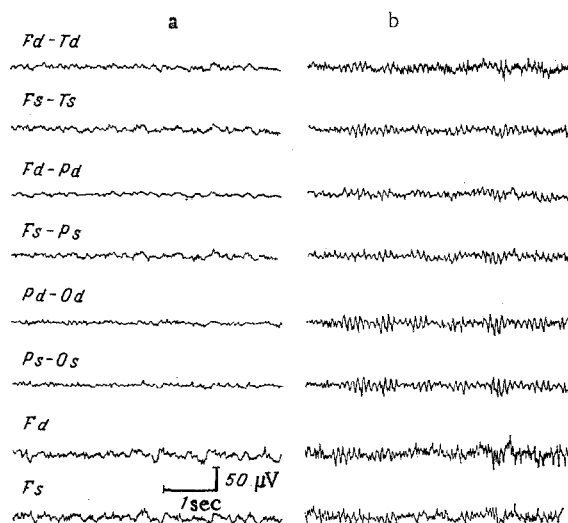 a b
Fd-Td
Fs-Ts
Fd-Pd
Fs-Ps
Pd-Od
Ps-Os
Fd
50 μV
Fs
1sec